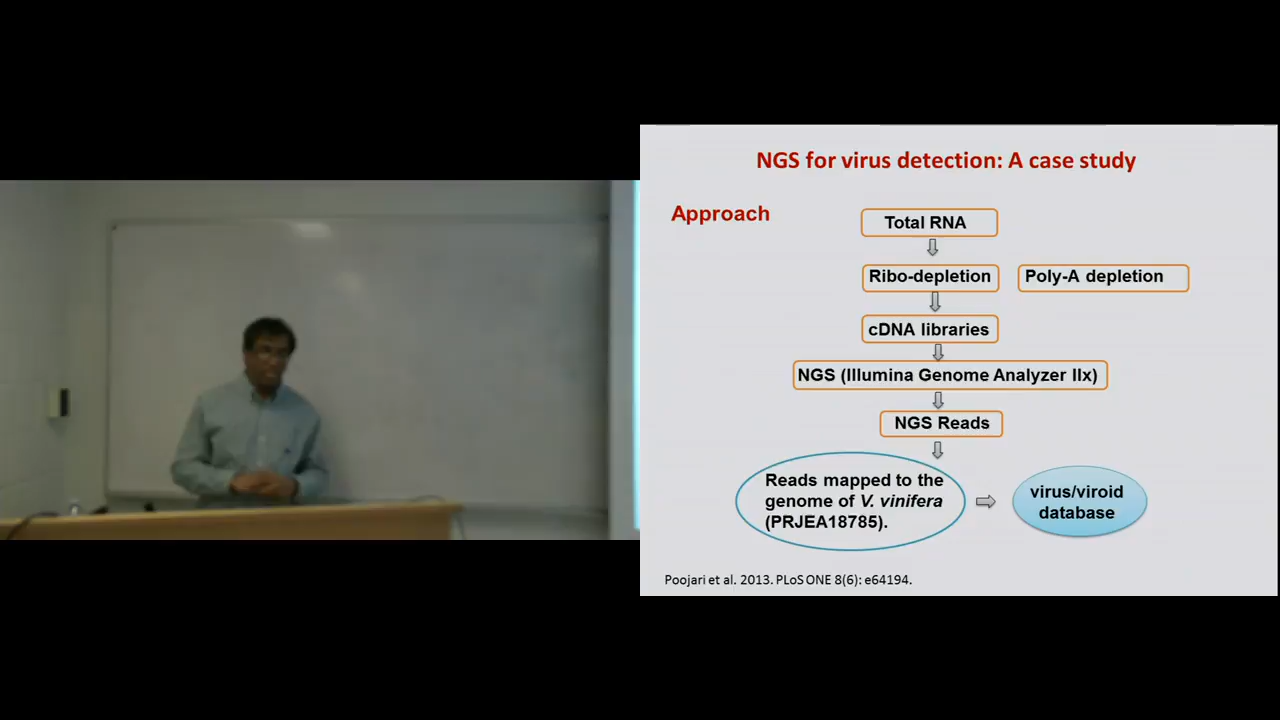 NGS for virus detection: A case study
Approach
Total RNA
Ribo-depletion
Poly-A depletion
cDNA libraries
NGS (Illumina Genome Analyzer IIx)
NGS Reads
Reads mapped to the
genome of V. vinifera
(PRJEA18785).
virus/viroid
database
Poojari et al. 2013. PLoS ONE 8(6): e64194.